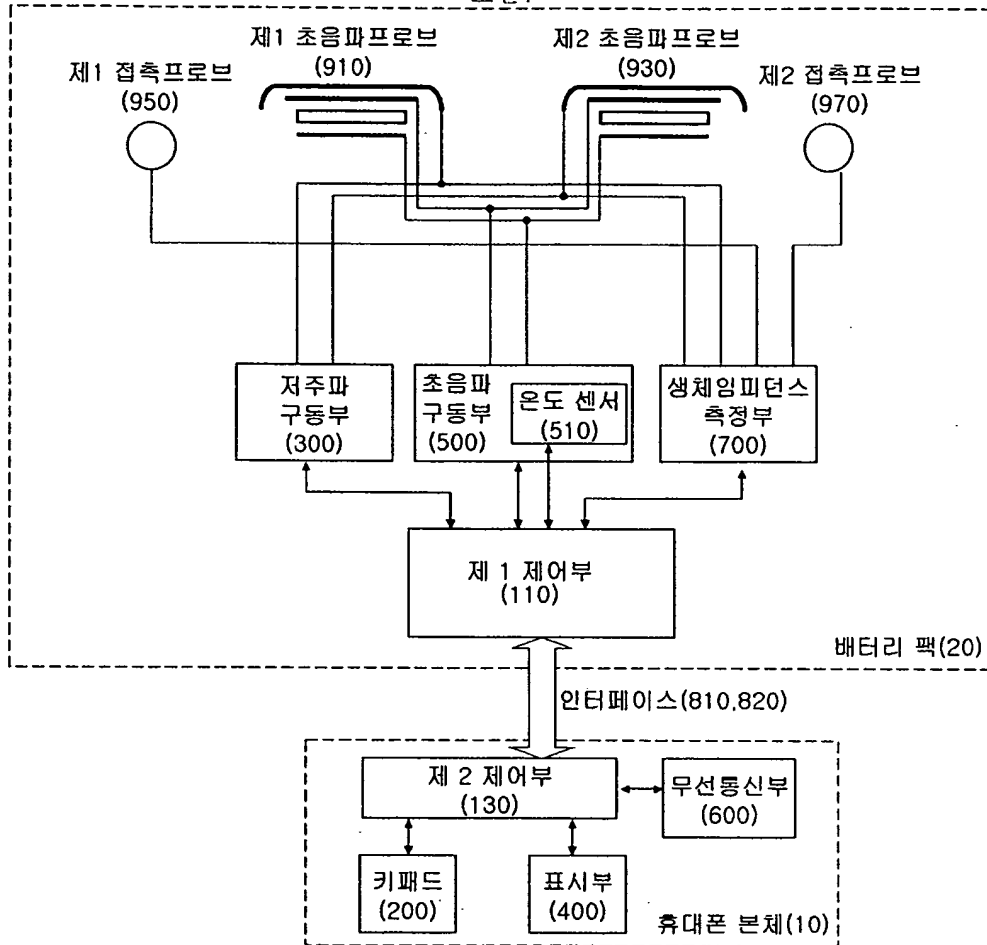 제1 초음파프로브
(910)
제2 초음파프로브
(930)
제1 접촉프로브
(950)
제2 접촉프로브
(970)
저주파
구동부
(300)
초음파
구동부
(500)
온도 센서
(510)
생체임피던스
측정부
(700)
제 1 제어부
(110)
배터리 팩(20)
인터페이스(810,820)
제 2 제어부
(130)
무선통신부
(600)
키패드
(200)
표시부
(400)
휴대폰 본체(10)